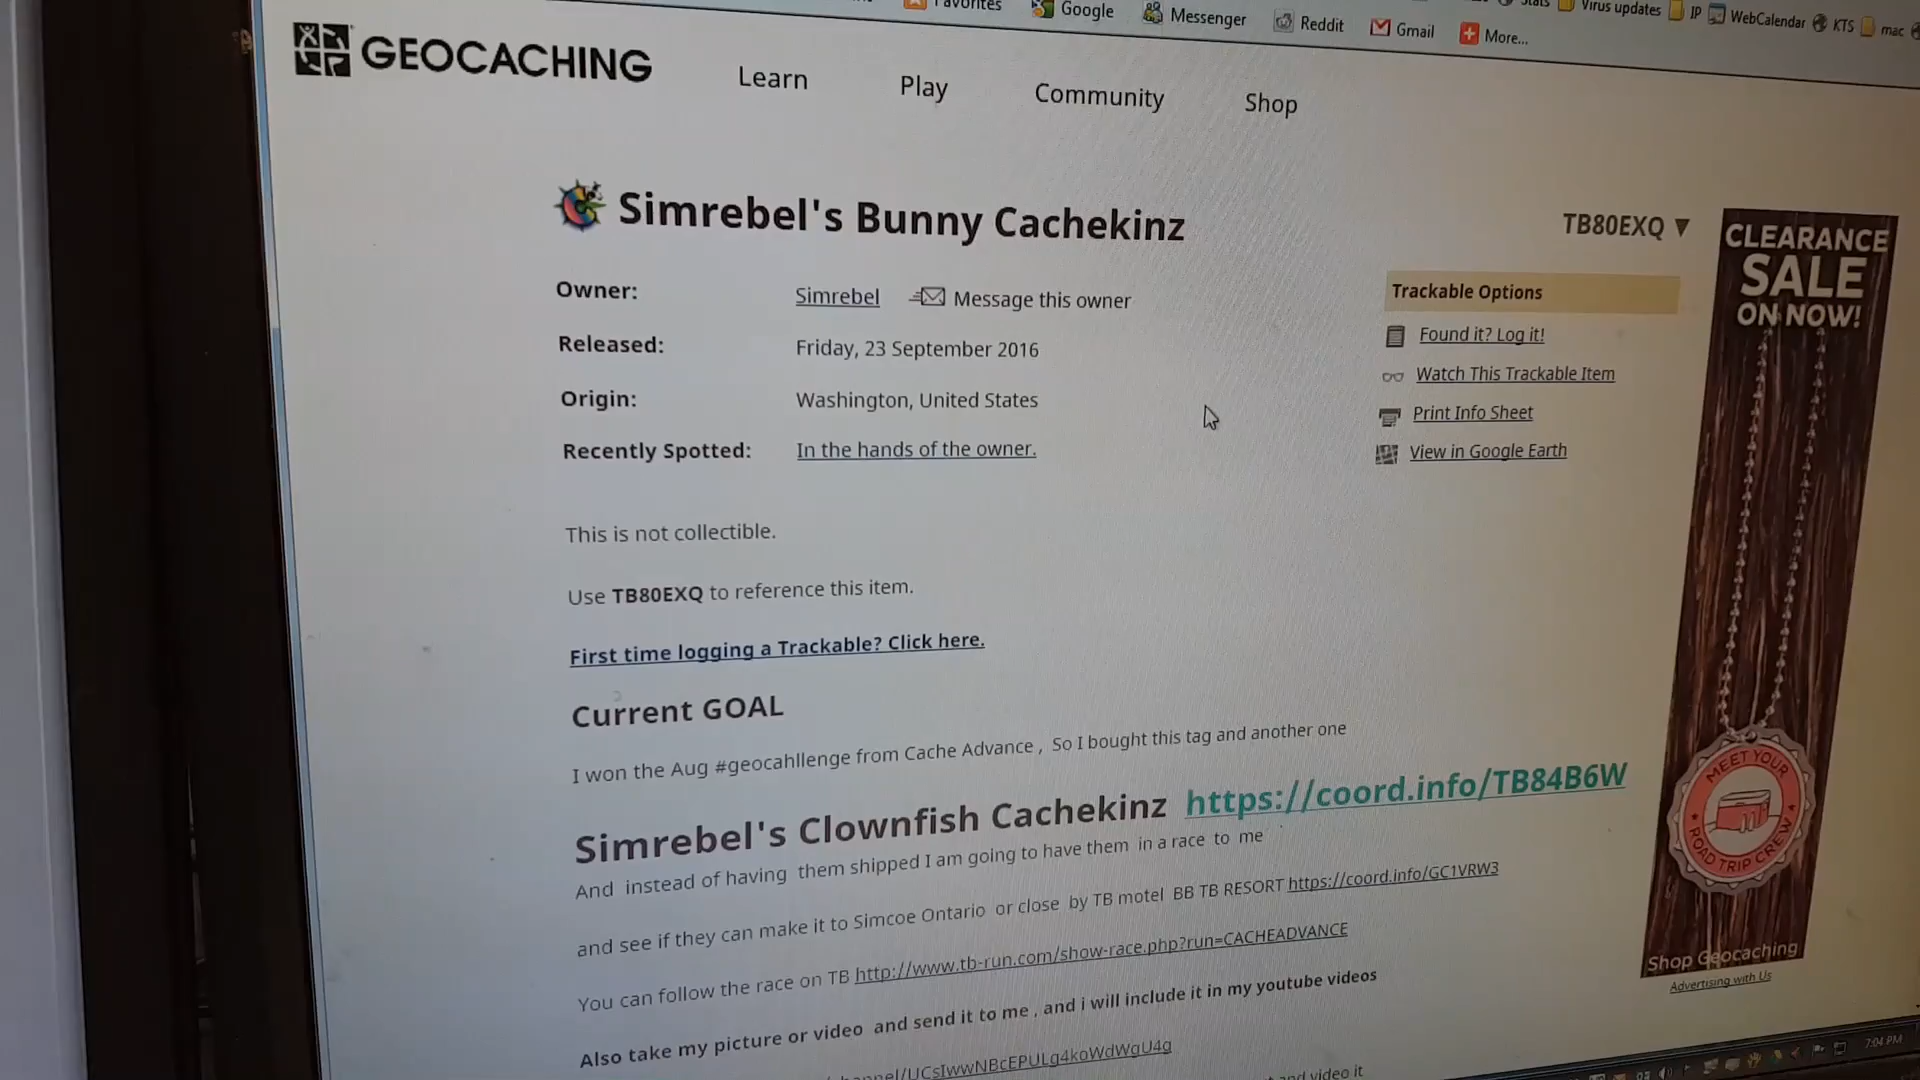 Favorites Google Messenger Reddit Gmail More... Stats Virus updates IP WebCalendar KTS mac
GEOCACHING
Learn Play Community Shop
Simrebel's Bunny Cachekinz
TB80EXQ ▼
Owner: Simrebel Message this owner
Released: Friday, 23 September 2016
Origin: Washington, United States
Recently Spotted: In the hands of the owner.
Trackable Options
Found it? Log it!
Watch This Trackable Item
Print Info Sheet
View in Google Earth
This is not collectible.
Use TB80EXQ to reference this item.
First time logging a Trackable? Click here.
Current GOAL
I won the Aug #geocahllenge from Cache Advance , So I bought this tag and another one
Simrebel's Clownfish Cachekinz https://coord.info/TB84B6W
And instead of having them shipped I am going to have them in a race to me
and see if they can make it to Simcoe Ontario or close by TB motel BB TB RESORT https://coord.info/GC1VRW3
You can follow the race on TB http://www.tb-run.com/show-race.php?run=CACHEADVANCE
Also take my picture or video and send it to me , and i will include it in my youtube videos
/UCsIwwNBcEPULg4koWdWgU4g
and video it
CLEARANCE
SALE
ON NOW!
MEET YOUR
ROAD TRIP CREW
Shop Geocaching
Advertising with Us
7:04 PM